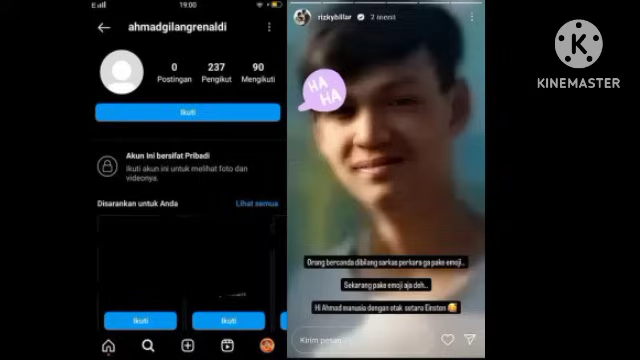 19:00
ahmadgilangrenaldi
0 237 90
Postingan Pengikut Mengikuti
Ikuti
Akun Ini bersifat Pribadi
Ikuti akun ini untuk melihat foto dan
videonya.
Disarankan untuk Anda Lihat semua
Ikuti Ikuti
rizkybillar 2 menit
HA
HA
Orang bercanda dibilang sarkas perkara ga pake emoji..
Sekarang pake emoji aja deh..
Hi Ahmad manusia dengan otak setara Einsten 🥰
Kirim pesan
K
KINEMASTER